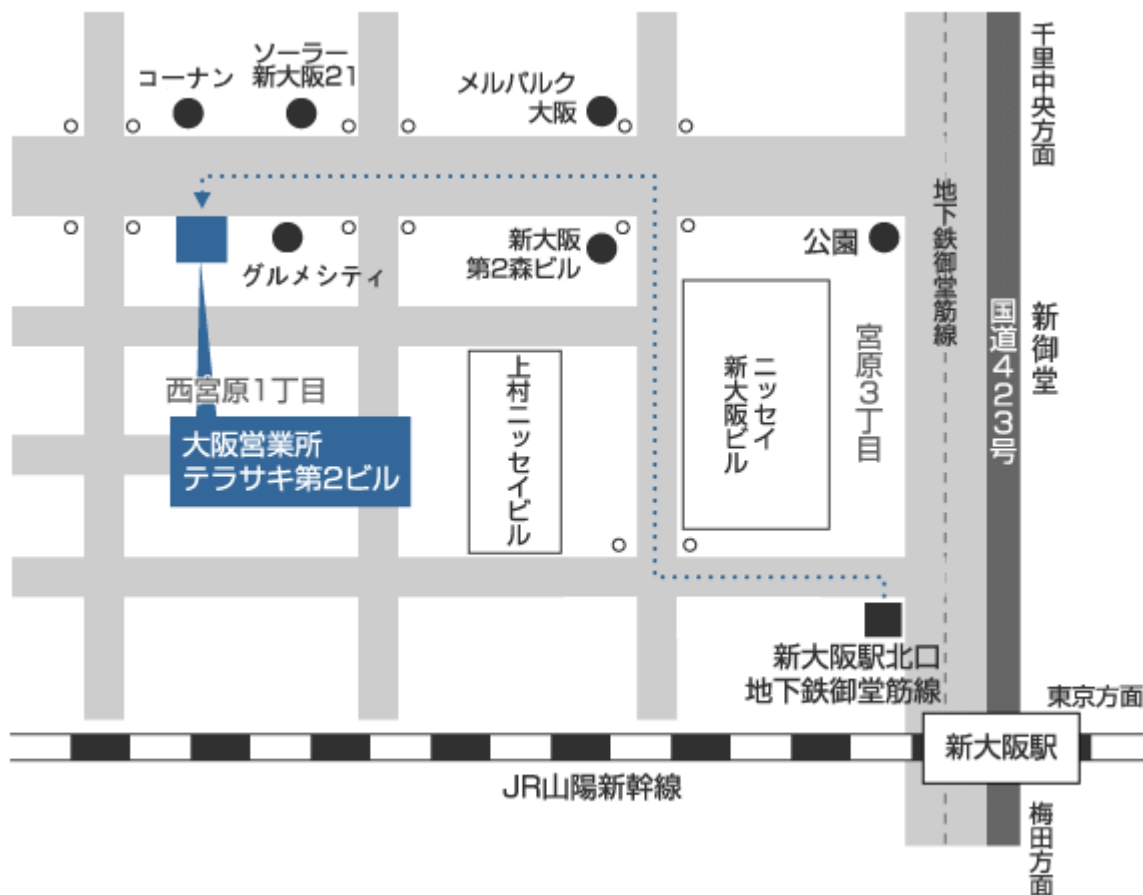 ソーラー
新大阪21
コーナン
メルパルク
大阪
千里中央方面
地下鉄御堂筋線
グルメシティ
新大阪
第2森ビル
公園
国道423号
新御堂
西宮原1丁目
上村ニッセイビル
ニッセイ
新大阪ビル
宮原3丁目
大阪営業所
テラサキ第2ビル
新大阪駅北口
地下鉄御堂筋線
東京方面
新大阪駅
JR山陽新幹線
梅田方面